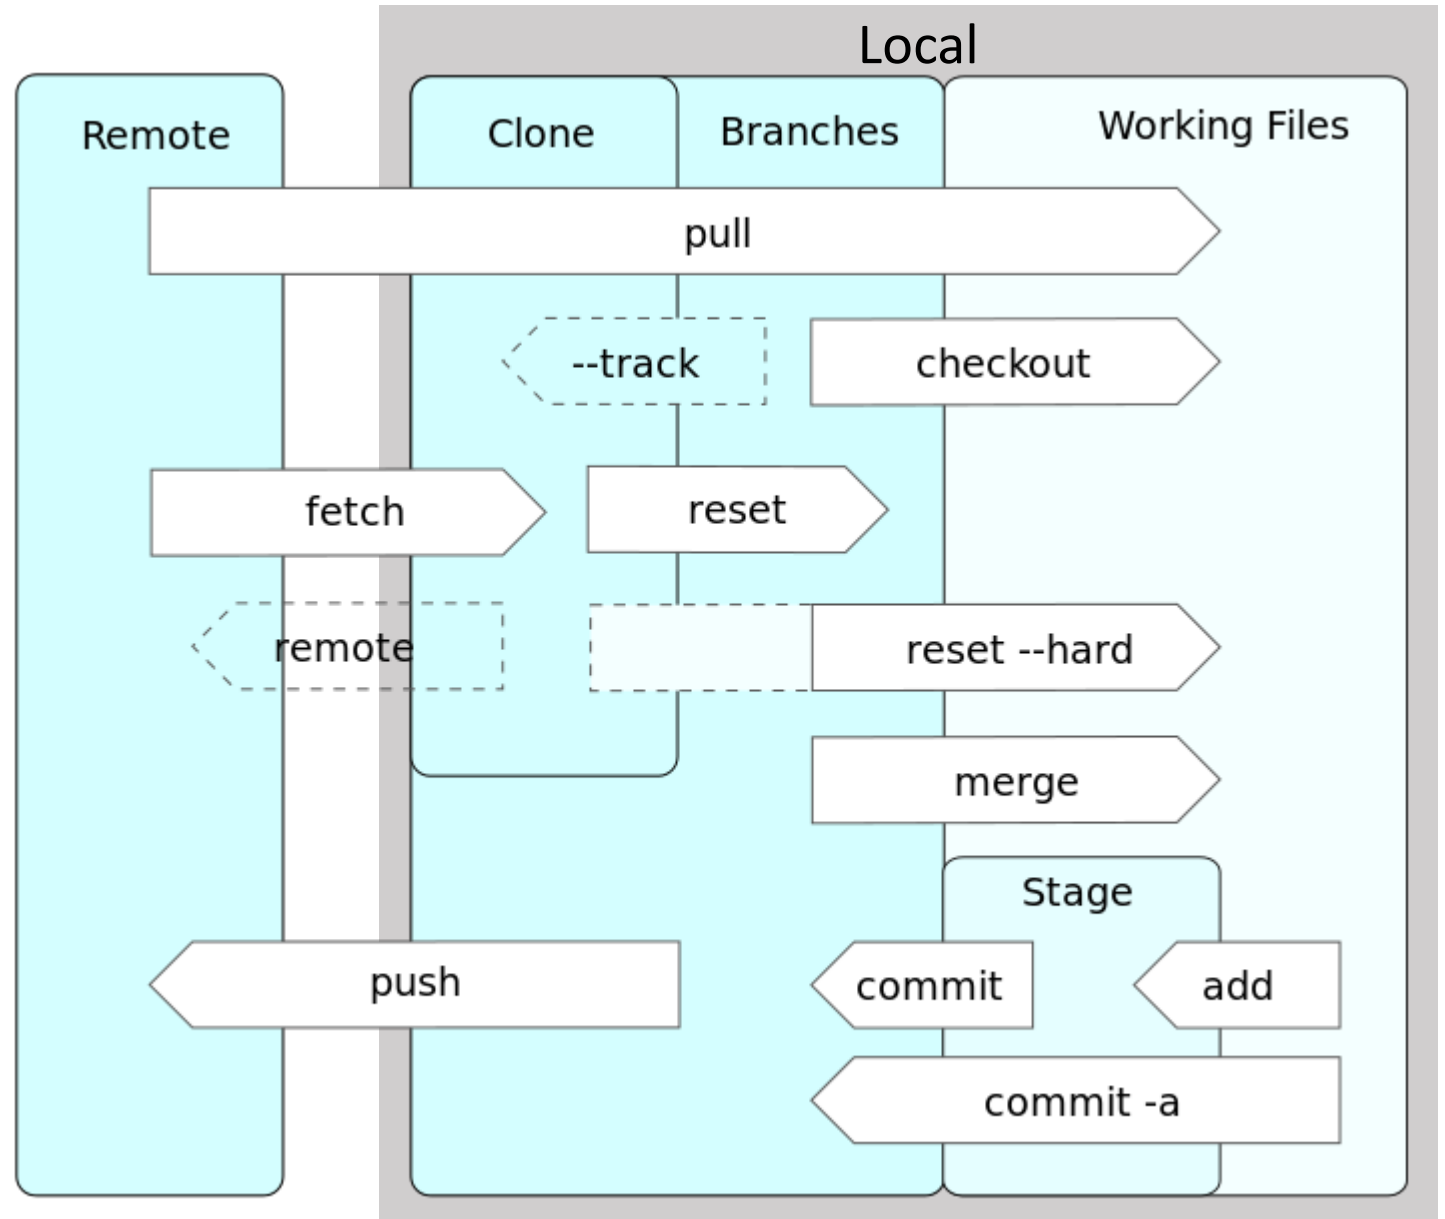 Local
Remote
Clone
Branches
Working Files
pull
--track
checkout
fetch
reset
remote
reset --hard
merge
Stage
push
commit
add
commit -a